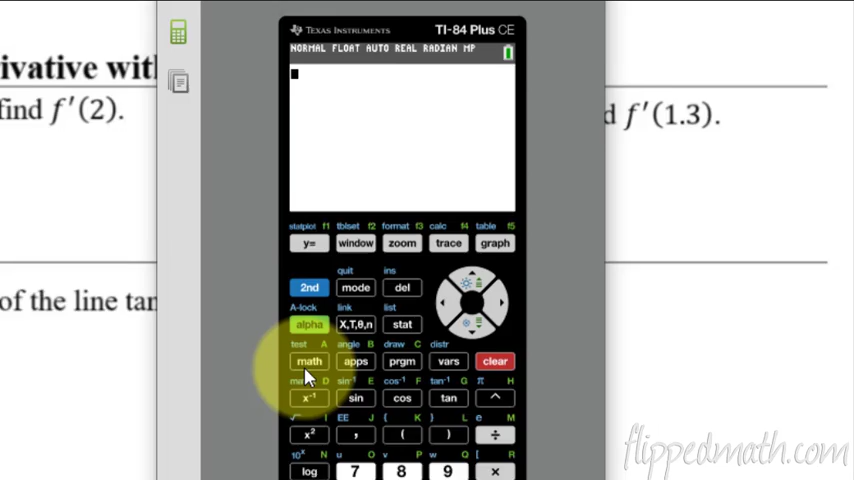 TEXAS INSTRUMENTS TI-84 Plus CE
NORMAL FLOAT AUTO REAL RADIAN MP
ivative with
find f′(2).
d f′(1.3).
of the line tan
statplot f1 tblset f2 format f3 calc f4 table f5
y= window zoom trace graph
quit ins
2nd mode del
A-lock link list
alpha X,T,θ,n stat
test A angle B draw C distr
math apps prgm vars clear
D sin⁻¹ E cos⁻¹ F tan⁻¹ G π H
x⁻¹ sin cos tan ^
√ I EE J { K } L e M
x² , ( ) ÷
10ˣ N u O v P w Q [ R
log 7 8 9 ×
flippedmath.com